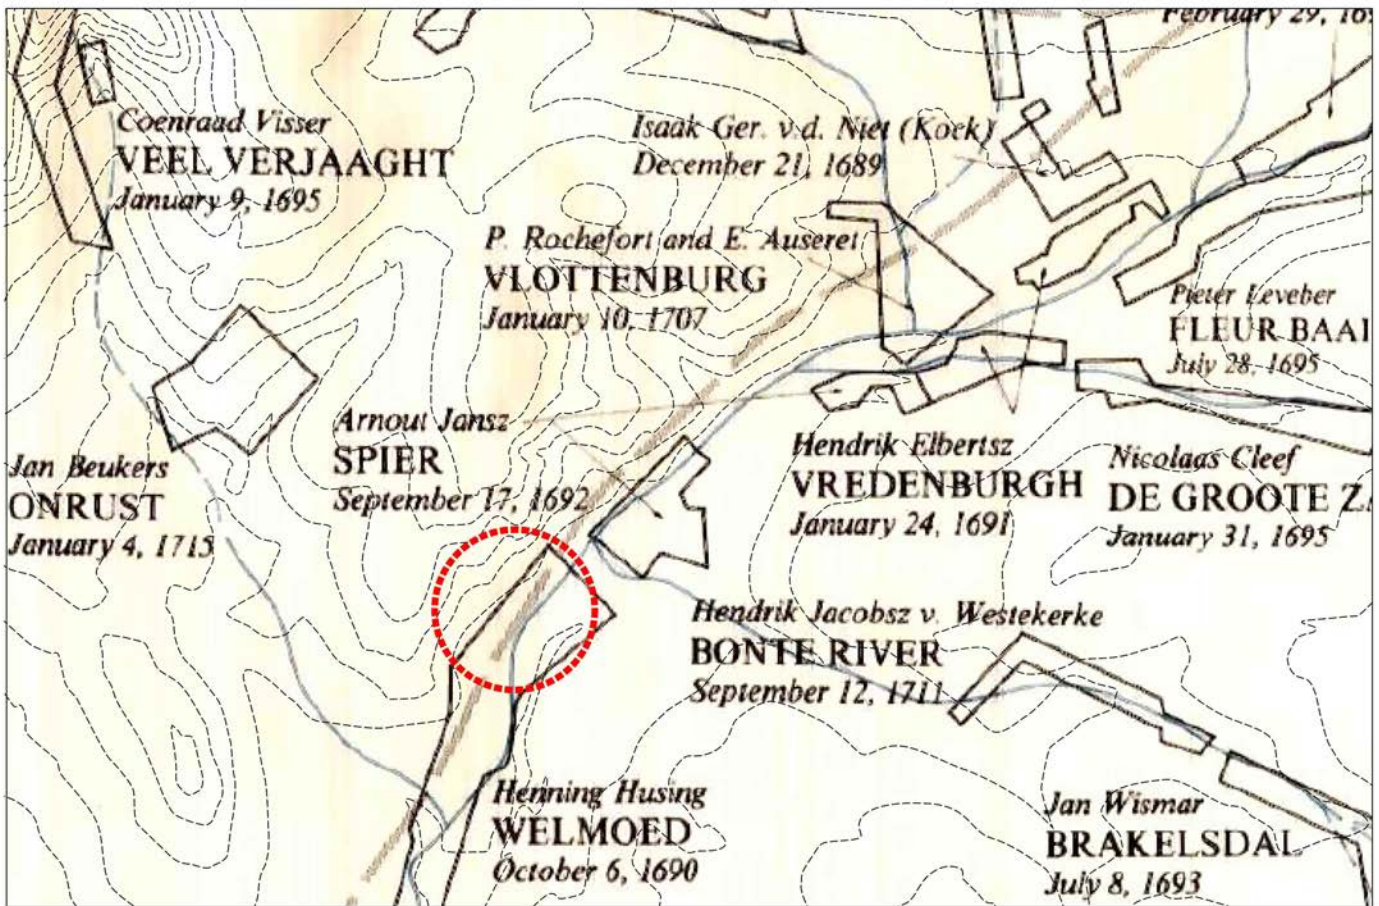 February 29, 169
Coenraad Visser
VEEL VERJAAGHT
January 9, 1695
Isaak Ger. v.d. Niet (Kock)
December 21, 1689
P. Rochefort and E. Auseret
VLOTTENBURG
January 10, 1707
Pieter Leveber
FLEUR BAAI
July 28, 1695
Arnout Jansz
SPIER
September 17, 1692
Hendrik Elbertsz
VREDENBURGH
January 24, 1691
Nicolaas Cleef
DE GROOTE ZA
January 31, 1695
Jan Beukers
ONRUST
January 4, 1715
Hendrik Jacobsz v. Westekerke
BONTE RIVER
September 12, 1711
Henning Husing
WELMOED
October 6, 1690
Jan Wismar
BRAKELSDAL
July 8, 1693